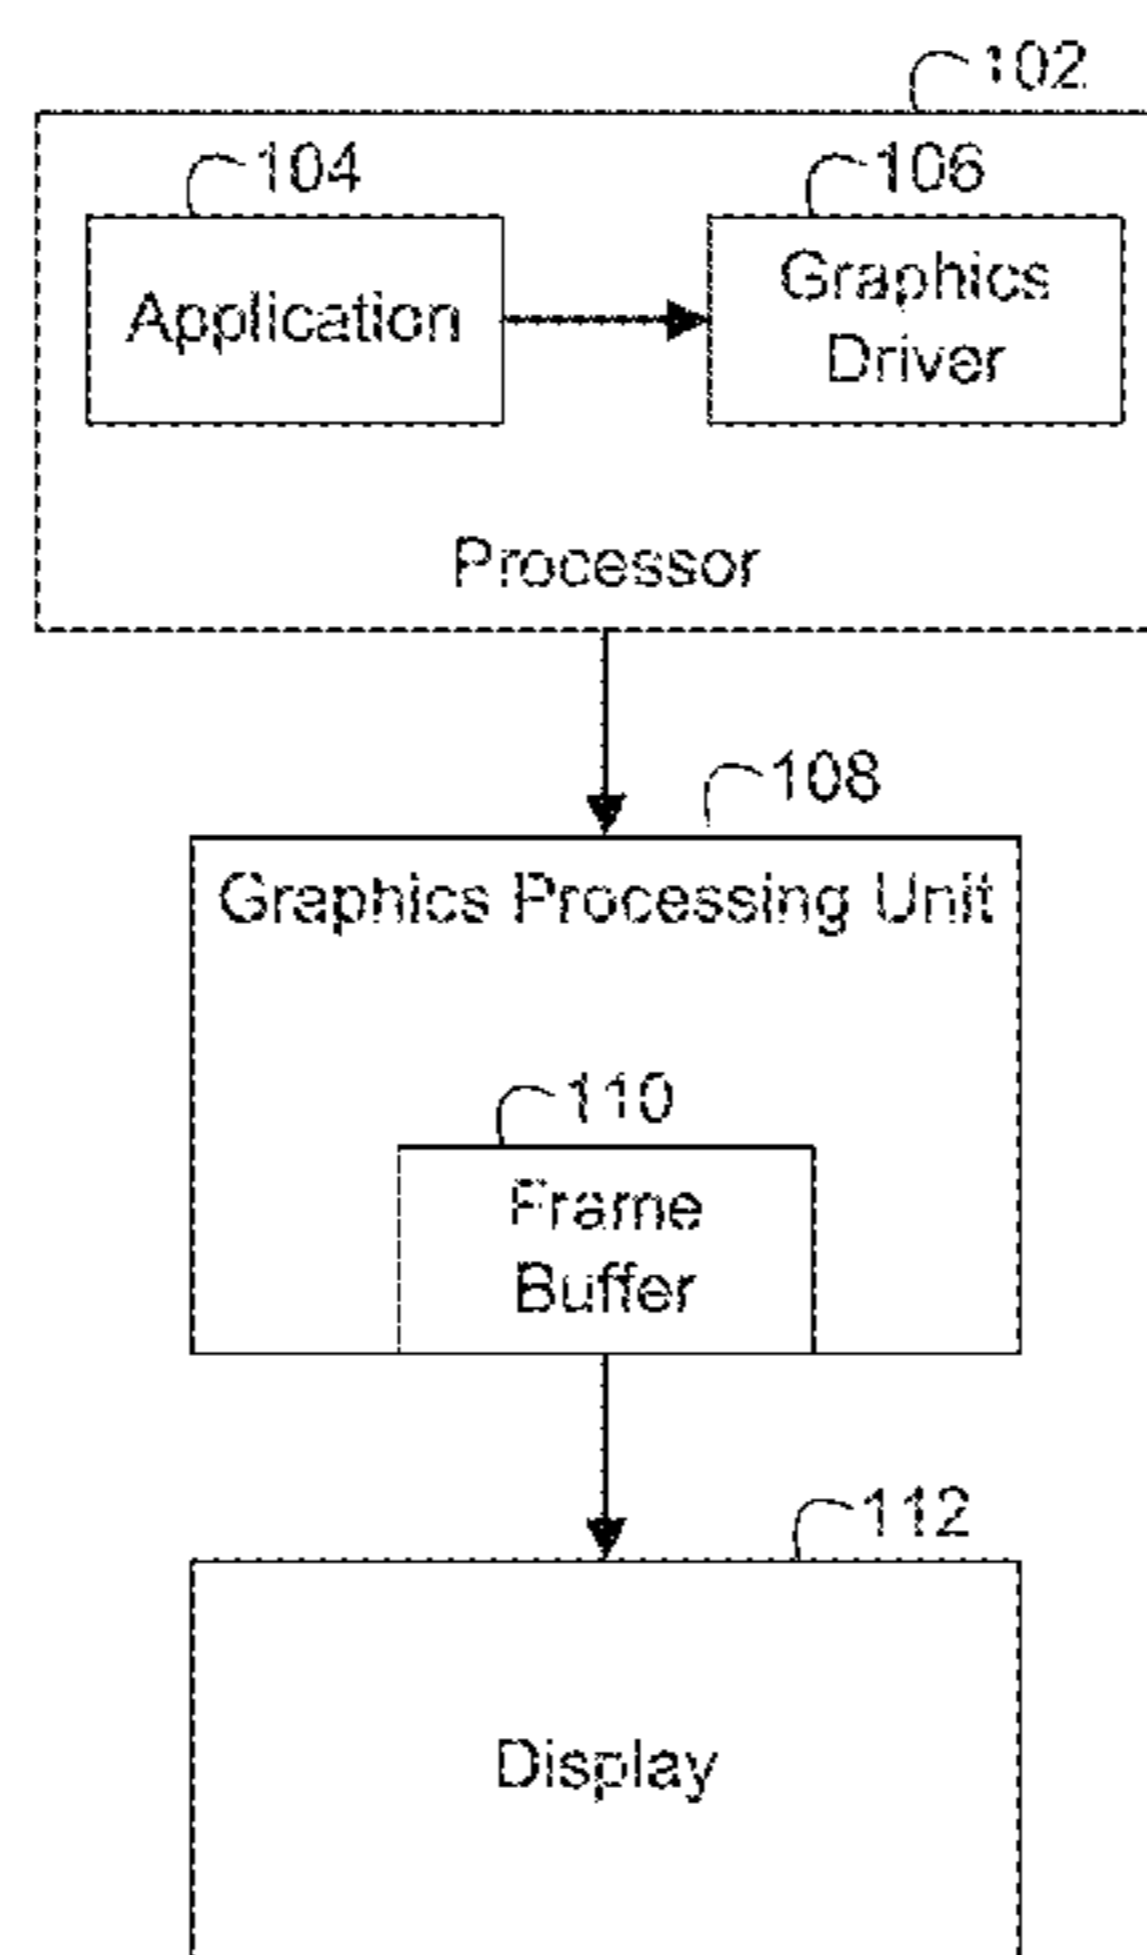 102
104
106
Application
Graphics
Driver
Processor
108
Graphics Processing Unit
110
Frame
Buffer
112
Display